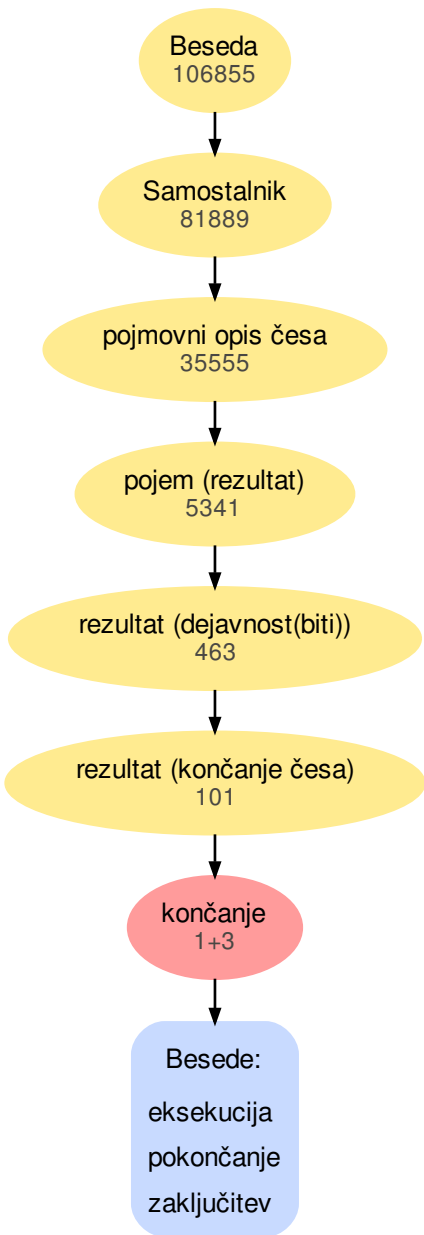 Beseda
106855
Samostalnik
81889
pojmovni opis česa
35555
pojem (rezultat)
5341
rezultat (dejavnost(biti))
463
rezultat (končanje česa)
101
končanje
1+3
Besede:
eksekucija
pokončanje
zaključitev